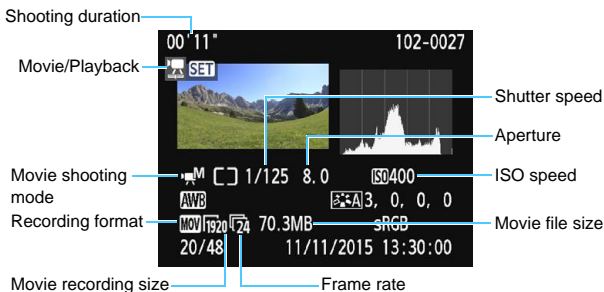 Shooting duration
00'11" 102-0027
Movie/Playback
SET
Shutter speed
Aperture
Movie shooting
mode
M 1/125 8.0 ISO 400
ISO speed
AWB A 3, 0, 0, 0
Recording format
MOV 1920 24 70.3MB sRGB
Movie file size
20/48 11/11/2015 13:30:00
Movie recording size
Frame rate